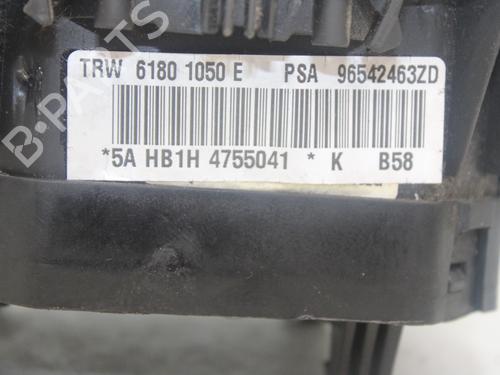 TRW 6180 1050 E PSA 96542463ZD
*5A HB1H 4755041 * K B58
B-PARTS